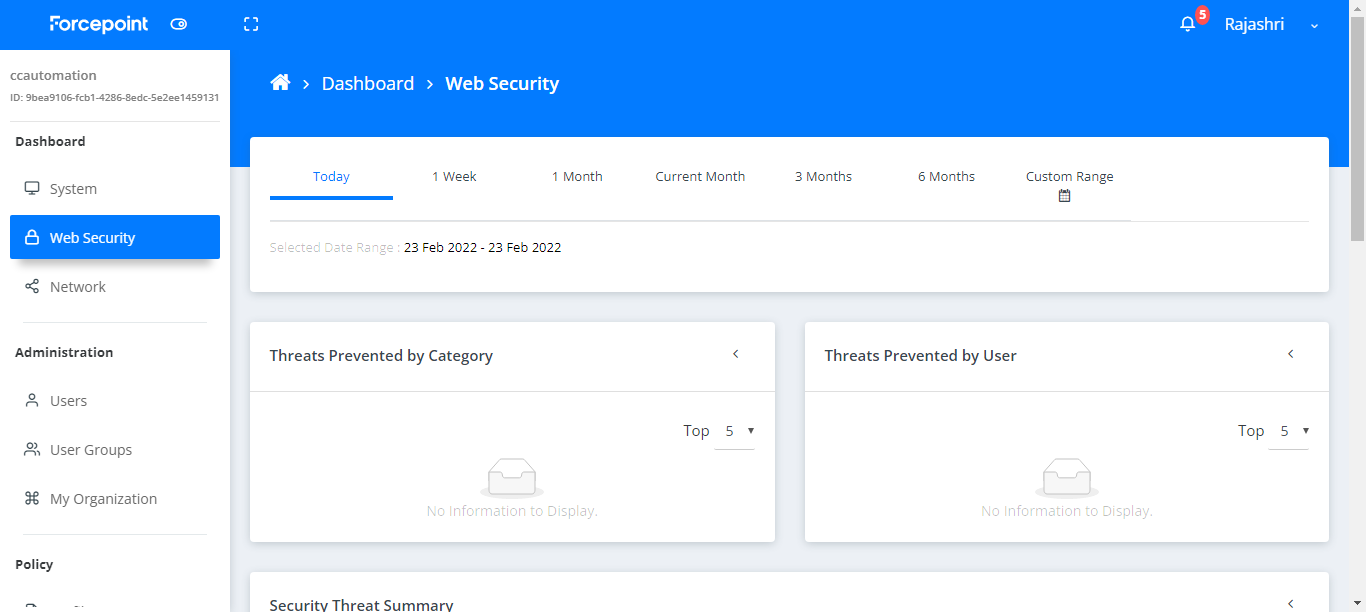 Forcepoint
5
Rajashri
ccautomation
ID: 9bea9106-fcb1-4286-8edc-5e2ee1459131
Dashboard
System
Web Security
Network
Administration
Users
User Groups
My Organization
Policy
Dashboard > Web Security
Today
1 Week
1 Month
Current Month
3 Months
6 Months
Custom Range
Selected Date Range : 23 Feb 2022 - 23 Feb 2022
Threats Prevented by Category
Top 5
No Information to Display.
Threats Prevented by User
Top 5
No Information to Display.
Security Threat Summary